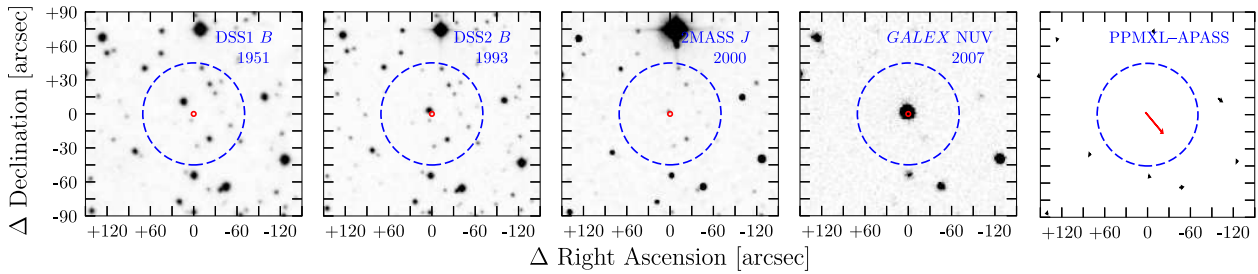 DSS1 B
1951
DSS2 B
1993
2MASS J
2000
GALEX NUV
2007
PPMXL–APASS
+90
+60
+30
0
-30
-60
-90
Δ Declination [arcsec]
+120 +60 0 -60 -120
+120 +60 0 -60 -120
+120 +60 0 -60 -120
+120 +60 0 -60 -120
+120 +60 0 -60 -120
Δ Right Ascension [arcsec]